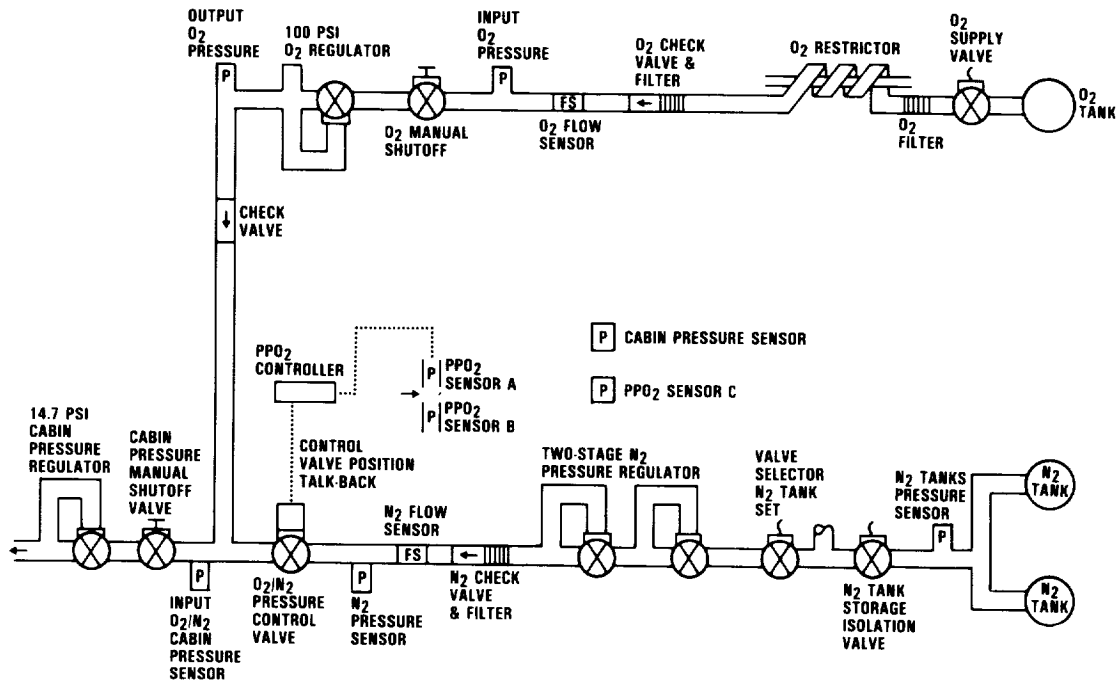 OUTPUT
O2
PRESSURE
P
100 PSI
O2 REGULATOR
O2 MANUAL
SHUTOFF
INPUT
O2
PRESSURE
P
FS
O2 FLOW
SENSOR
O2 CHECK
VALVE &
FILTER
O2 RESTRICTOR
O2
FILTER
O2
SUPPLY
VALVE
O2
TANK
CHECK
VALVE
PPO2
CONTROLLER
P
PPO2
SENSOR A
P
PPO2
SENSOR B
P
CABIN PRESSURE SENSOR
P
PPO2 SENSOR C
14.7 PSI
CABIN
PRESSURE
REGULATOR
CABIN
PRESSURE
MANUAL
SHUTOFF
VALVE
CONTROL
VALVE POSITION
TALK-BACK
N2 FLOW
SENSOR
FS
TWO-STAGE N2
PRESSURE REGULATOR
VALVE
SELECTOR
N2 TANK
SET
N2 TANKS
PRESSURE
SENSOR
P
N2
TANK
N2
TANK
P
INPUT
O2/N2
CABIN
PRESSURE
SENSOR
O2/N2
PRESSURE
CONTROL
VALVE
P
N2
PRESSURE
SENSOR
N2 CHECK
VALVE
& FILTER
N2 TANK
STORAGE
ISOLATION
VALVE